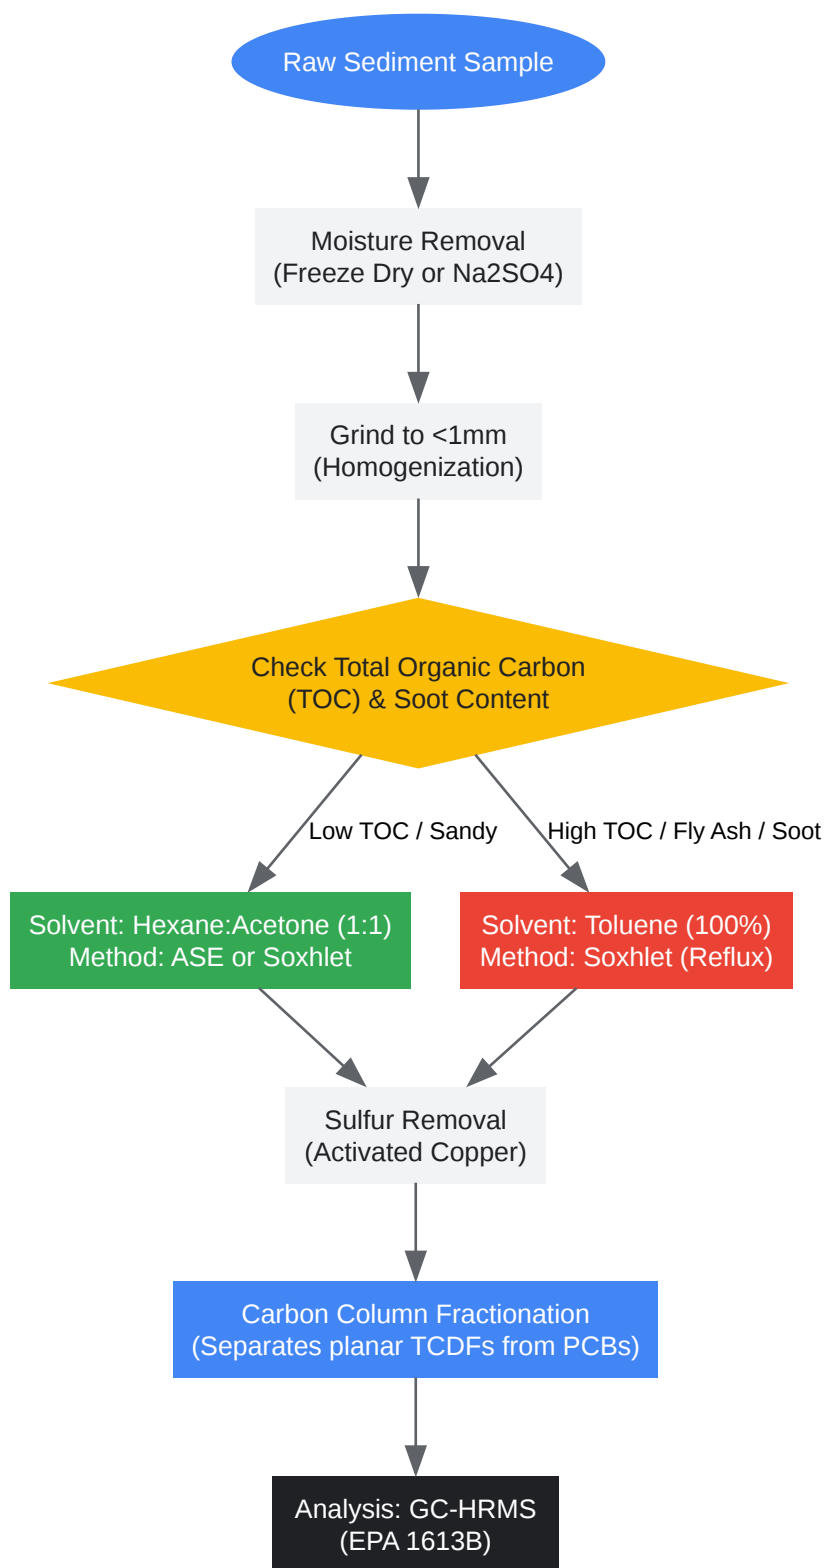 Raw Sediment Sample
Moisture Removal
(Freeze Dry or Na2SO4)
Grind to <1mm
(Homogenization)
Check Total Organic Carbon
(TOC) & Soot Content
Low TOC / Sandy
High TOC / Fly Ash / Soot
Solvent: Hexane:Acetone (1:1)
Method: ASE or Soxhlet
Solvent: Toluene (100%)
Method: Soxhlet (Reflux)
Sulfur Removal
(Activated Copper)
Carbon Column Fractionation
(Separates planar TCDFs from PCBs)
Analysis: GC-HRMS
(EPA 1613B)